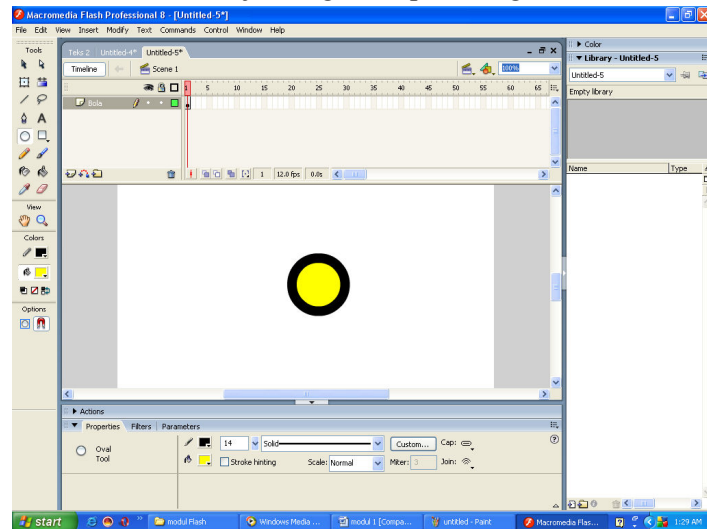 Macromedia Flash Professional 8 - [Untitled-5*]
File Edit View Insert Modify Text Commands Control Window Help
Tools
View
Colors
Options
Teks 2 Untitled-4* Untitled-5*
Timeline Scene 1 100%
1 5 10 15 20 25 30 35 40 45 50 55 60 65
Bola
1 12.0 fps 0.0s
Color
Library - Untitled-5
Untitled-5
Empty library
Name Type
Actions
Properties Filters Parameters
Oval
Tool
14 Solid Custom... Cap:
Stroke hinting Scale: Normal Miter: 3 Join:
start modul Flash Windows Media ... modul 1 [Compa... untitled - Paint Macromedia Flas... 1:29 AM